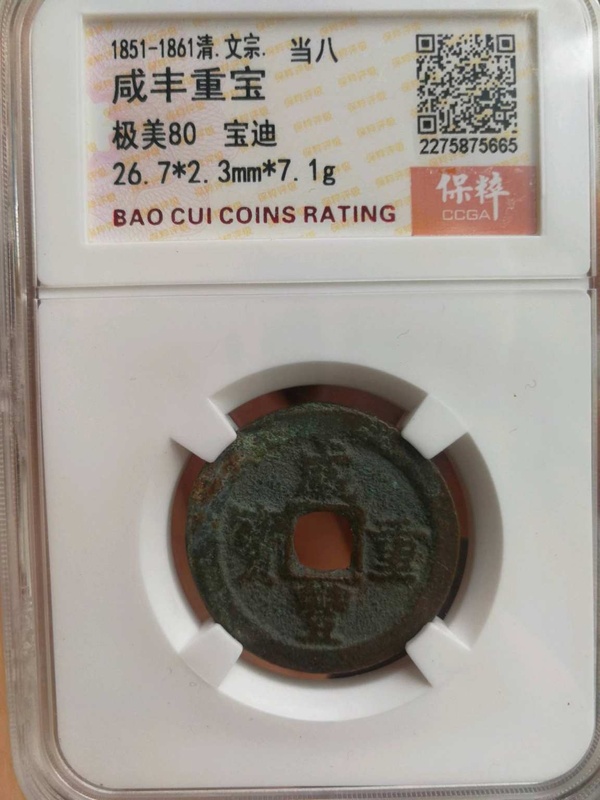 1851-1861清.文宗. 当八
咸丰重宝
极美80 宝迪
26.7*2.3mm*7.1g
BAO CUI COINS RATING
2275875665
保粹
CCGA
咸
豐
重
寶